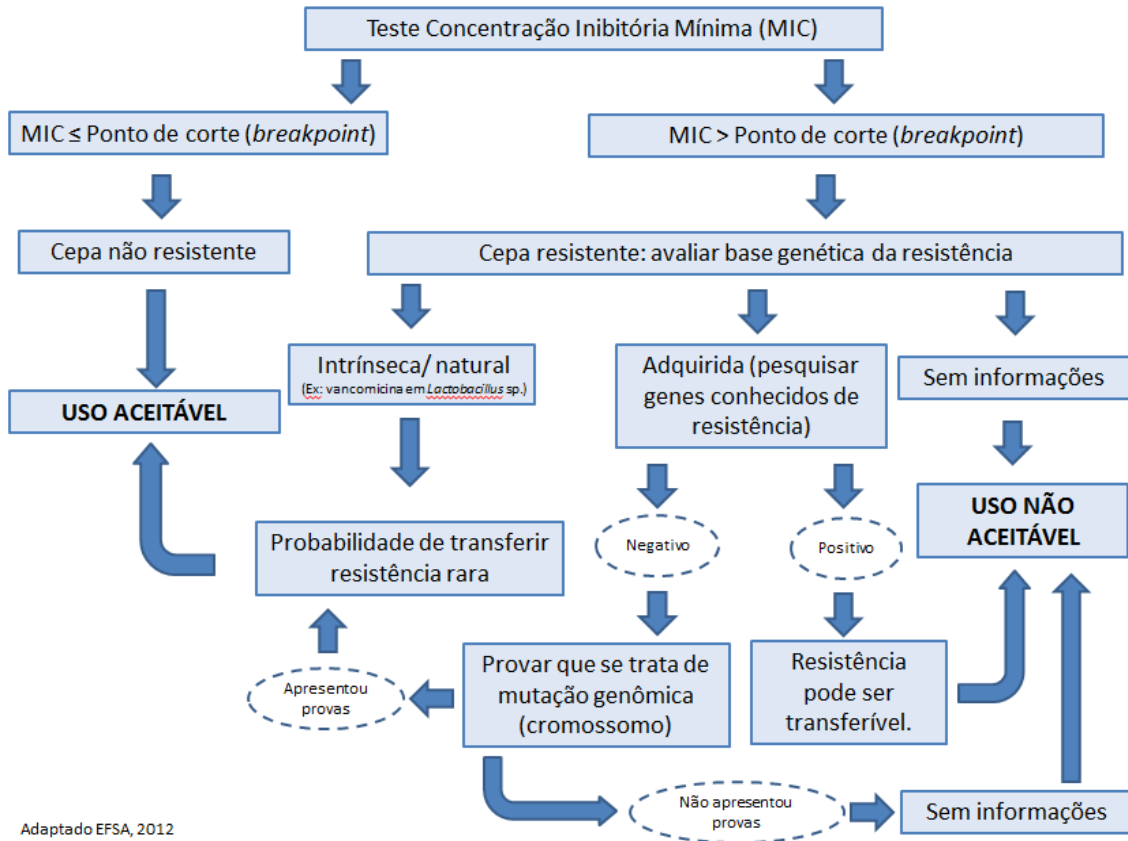 Teste Concentração Inibitória Mínima (MIC)
MIC ≤ Ponto de corte (breakpoint)
MIC > Ponto de corte (breakpoint)
Cepa não resistente
Cepa resistente: avaliar base genética da resistência
Intrínseca/ natural
(Ex: vancomicina em Lactobacillus sp.)
Adquirida (pesquisar
genes conhecidos de
resistência)
Sem informações
USO ACEITÁVEL
USO NÃO
ACEITÁVEL
Negativo
Positivo
Probabilidade de transferir
resistência rara
Apresentou
provas
Provar que se trata de
mutação genômica
(cromossomo)
Resistência
pode ser
transferível.
Não apresentou
provas
Sem informações
Adaptado EFSA, 2012